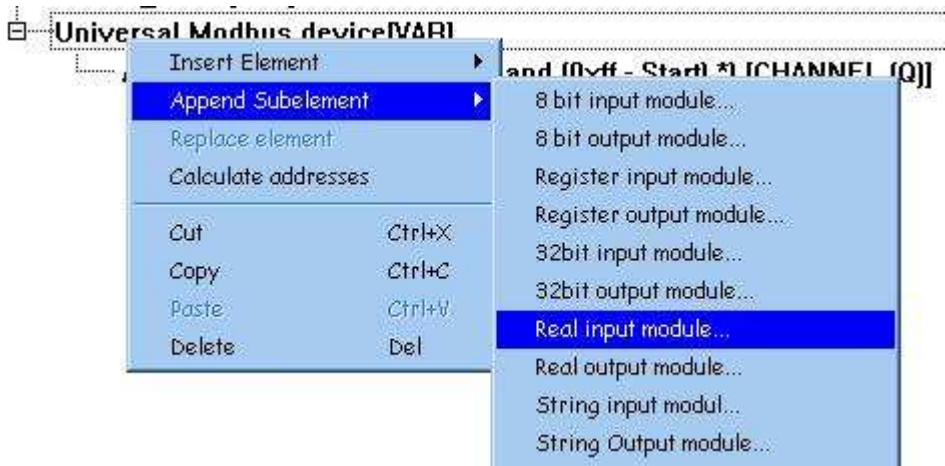 Universal Modbus device[VAR]
and (0xff - Start) *) [CHANNEL (Q)]
Insert Element
Append Subelement
Replace element
Calculate addresses
Cut Ctrl+X
Copy Ctrl+C
Paste Ctrl+V
Delete Del
8 bit input module...
8 bit output module...
Register input module...
Register output module...
32bit input module...
32bit output module...
Real input module...
Real output module...
String input modul...
String Output module...